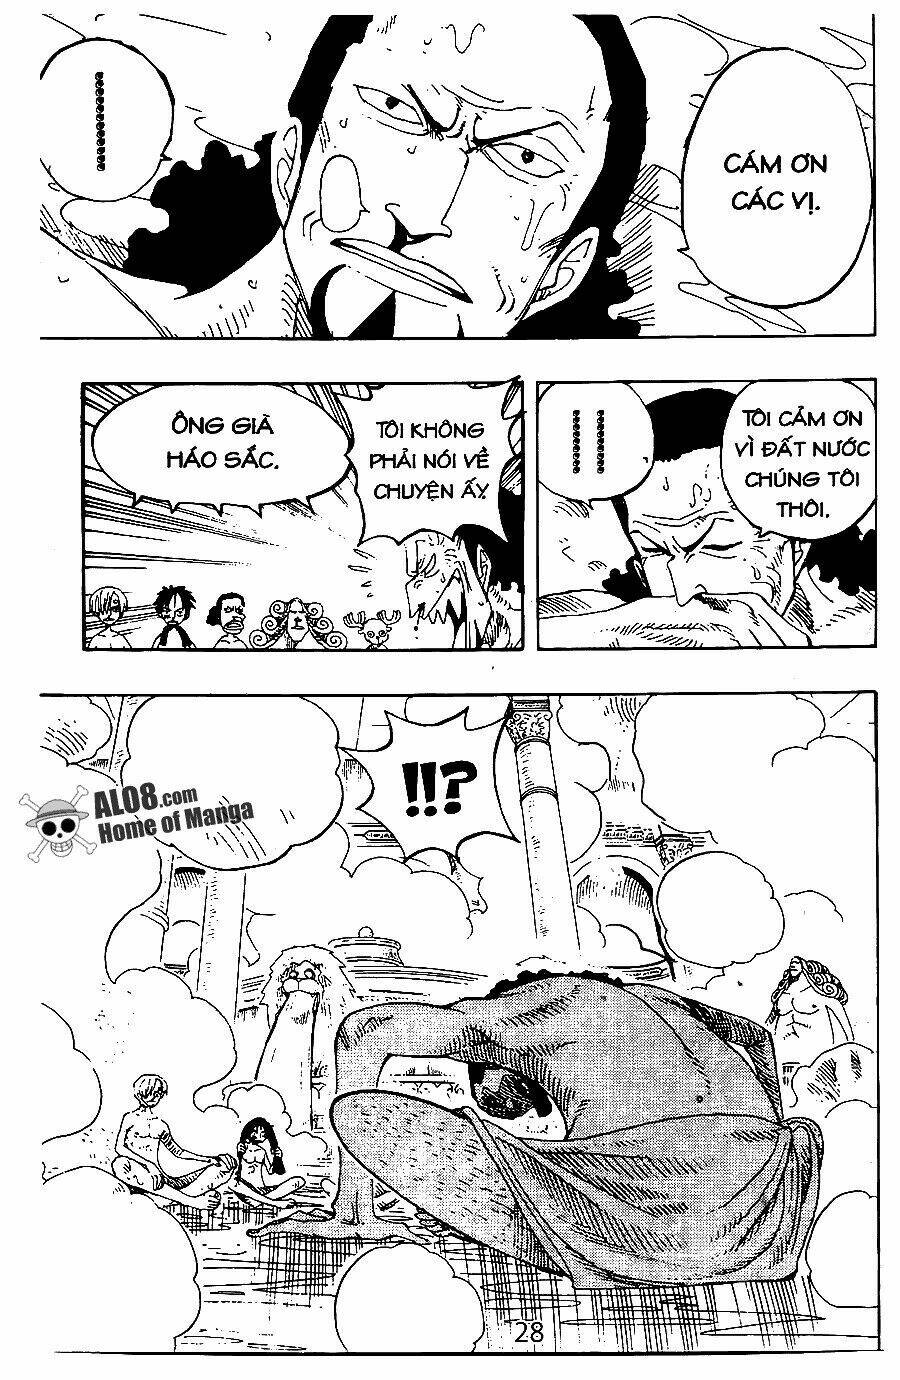 CÁM ƠN
CÁC VỊ.
TÔI CẢM ƠN
VÌ ĐẤT NƯỚC
CHÚNG TÔI
THÔI.
TÔI KHÔNG
PHẢI NÓI VỀ
CHUYỆN ẤY.
ÔNG GIÀ
HÁO SẮC.
!!?
AL08.com
Home of Manga
28